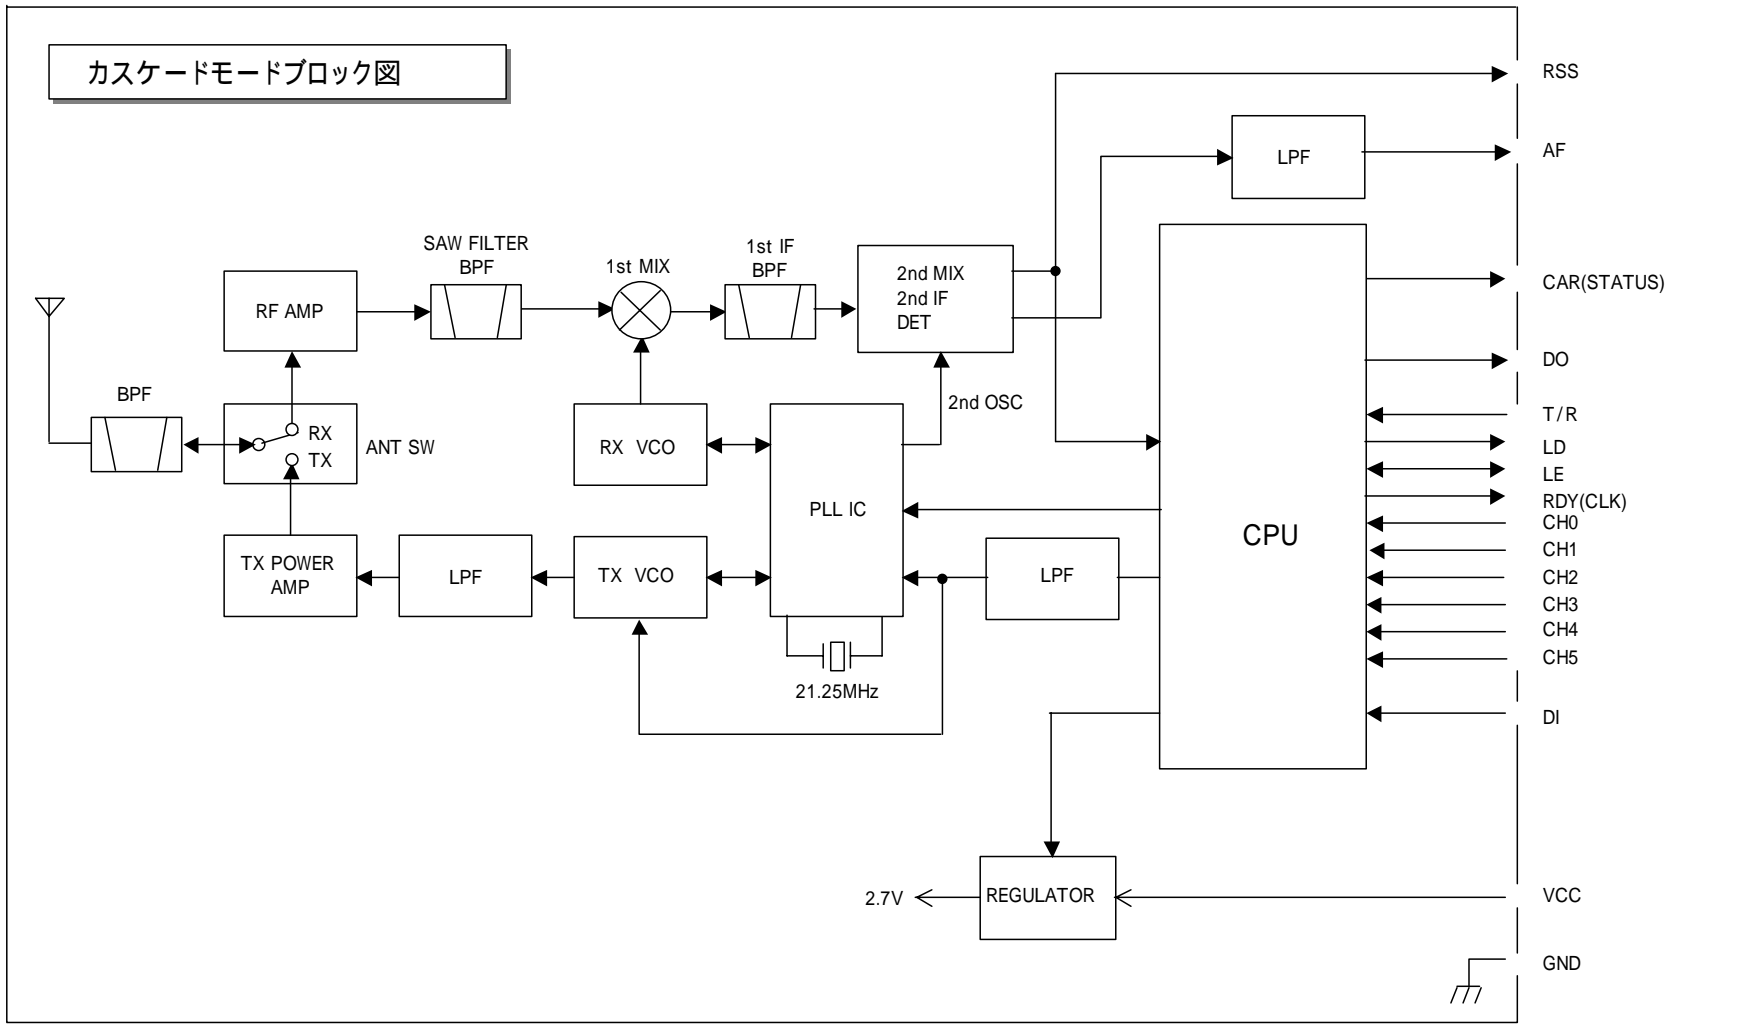 カスケードモードブロック図
RSS
LPF
AF
SAW FILTER
BPF
1st MIX
1st IF
BPF
2nd MIX
2nd IF
DET
RF AMP
CAR(STATUS)
DO
BPF
RX
TX
ANT SW
RX VCO
2nd OSC
T/R
LD
LE
RDY(CLK)
PLL IC
CPU
CH0
CH1
CH2
CH3
CH4
CH5
TX POWER
AMP
LPF
TX VCO
LPF
21.25MHz
DI
2.7V
REGULATOR
VCC
GND